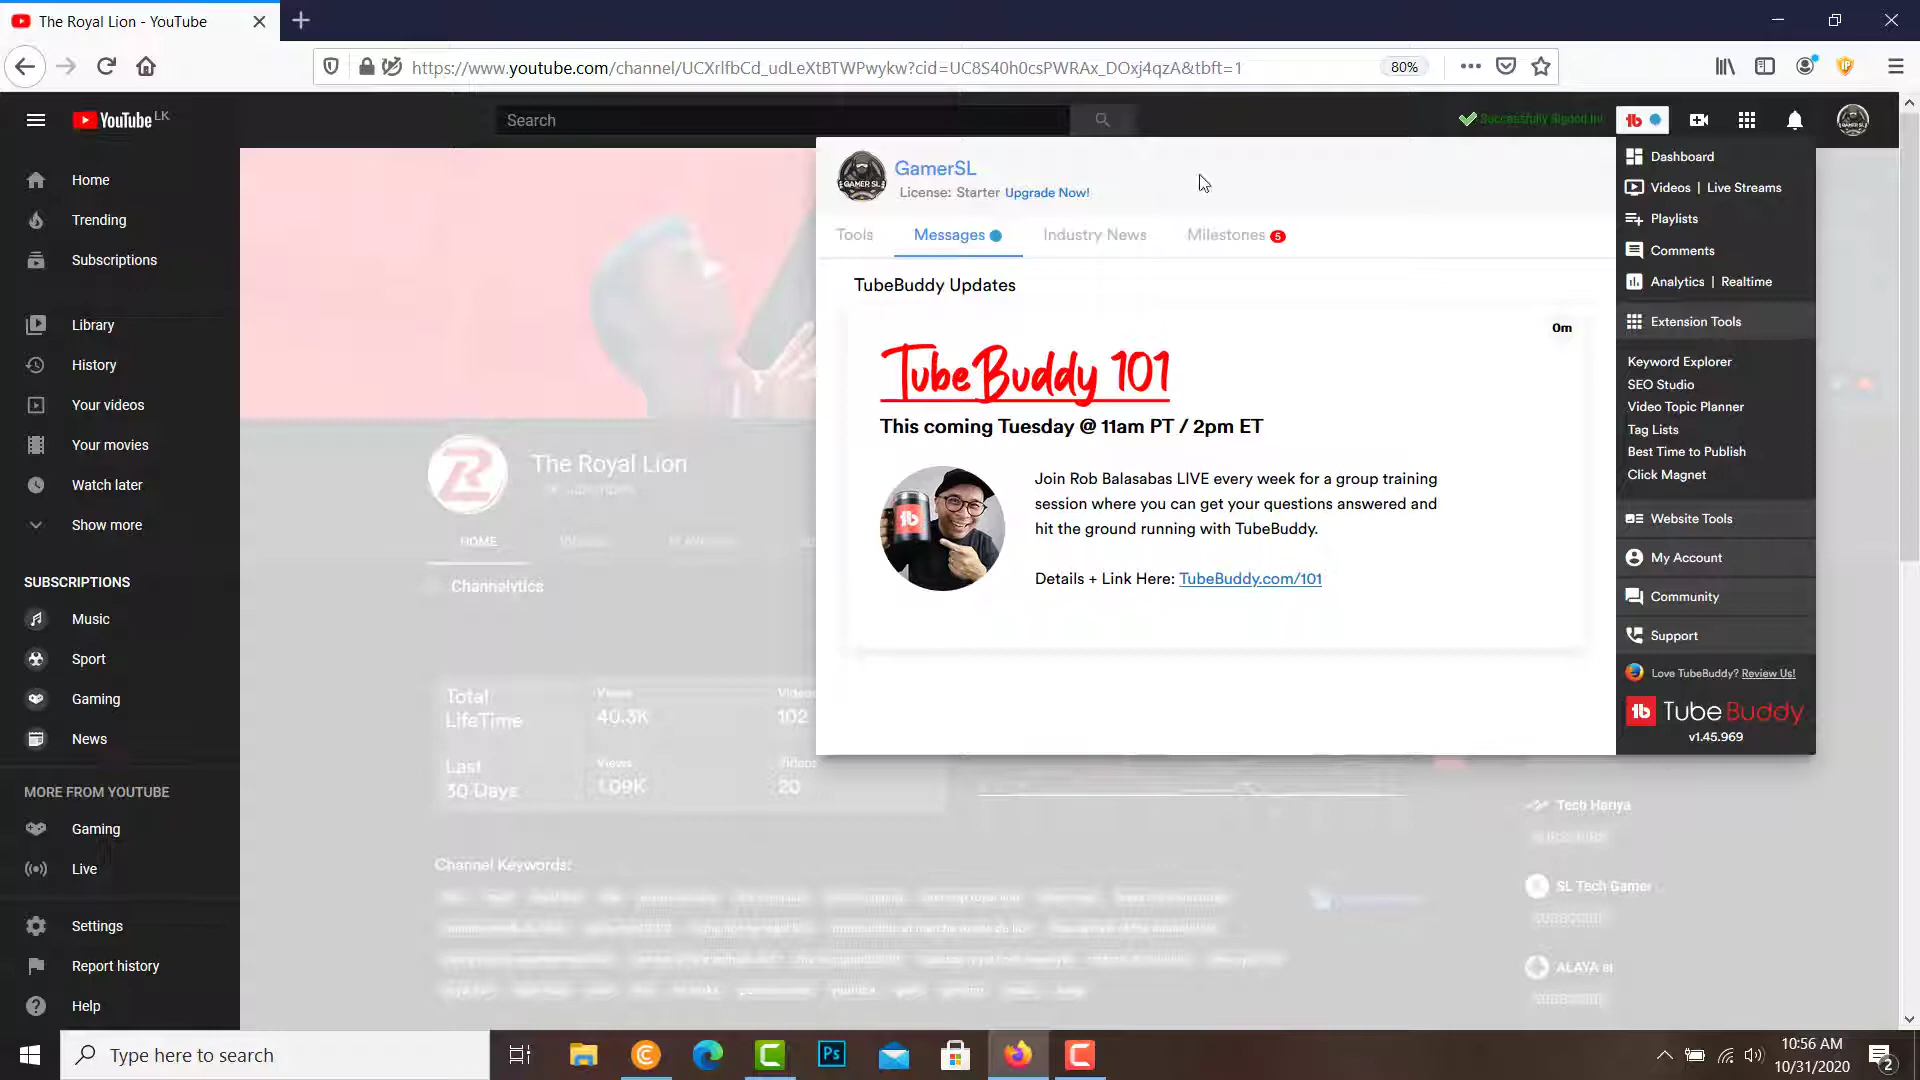 The Royal Lion - YouTube
https://www.youtube.com/channel/UCXrlfbCd_udLeXtBTWPwykw?cid=UC8S40h0csPWRAx_DOxj4qzA&tbft=1
80%
YouTube LK
Search
Successfully Signed In!
GamerSL
License: Starter Upgrade Now!
Tools
Messages
Industry News
Milestones 5
TubeBuddy Updates
0m
TubeBuddy 101
This coming Tuesday @ 11am PT / 2pm ET
Join Rob Balasabas LIVE every week for a group training
session where you can get your questions answered and
hit the ground running with TubeBuddy.
Details + Link Here: TubeBuddy.com/101
Dashboard
Videos | Live Streams
Playlists
Comments
Analytics | Realtime
Extension Tools
Keyword Explorer
SEO Studio
Video Topic Planner
Tag Lists
Best Time to Publish
Click Magnet
Website Tools
My Account
Community
Support
Love TubeBuddy? Review Us!
TubeBuddy
v1.45.969
Home
Trending
Subscriptions
Library
History
Your videos
Your movies
Watch later
Show more
SUBSCRIPTIONS
Music
Sport
Gaming
News
MORE FROM YOUTUBE
Gaming
Live
Settings
Report history
Help
The Royal Lion
HOME
Channelytics
Total
LifeTime
Views
40.3K
Videos
102
Last
30 Days
Views
1.09K
Videos
20
Channel Keywords:
Tech Hanya
SUBSCRIBE
SL Tech Gamer
SUBSCRIBE
SUBSCRIBE
Type here to search
Ps
10:56 AM
10/31/2020
2